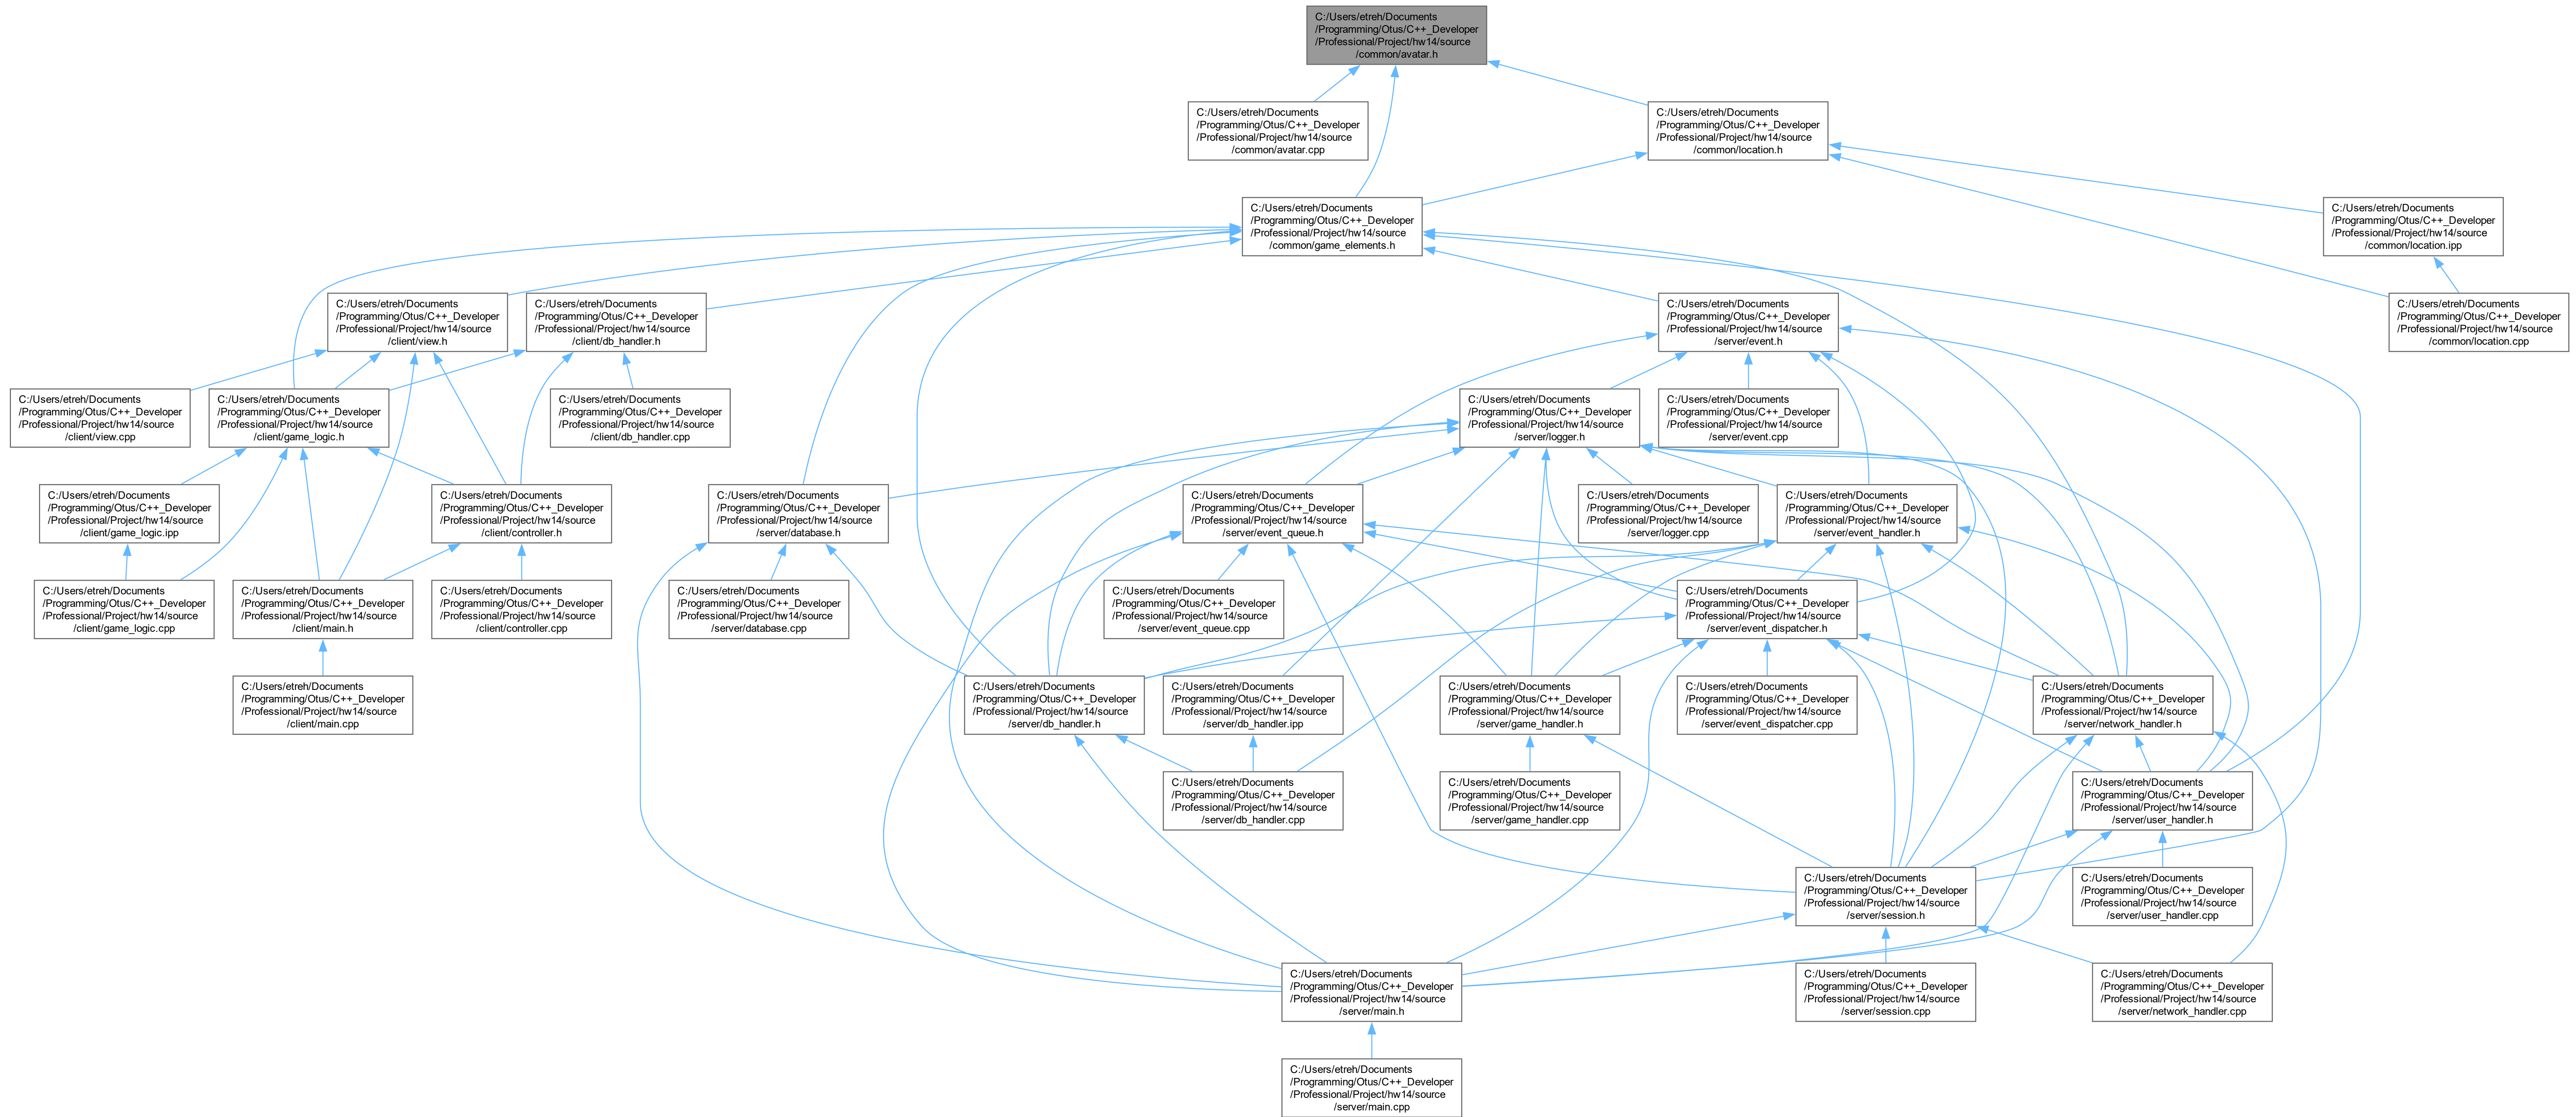 C:/Users/etreh/Documents
/Programming/Otus/C++_Developer
/Professional/Project/hw14/source
/common/avatar.h
C:/Users/etreh/Documents
/Programming/Otus/C++_Developer
/Professional/Project/hw14/source
/common/avatar.cpp
C:/Users/etreh/Documents
/Programming/Otus/C++_Developer
/Professional/Project/hw14/source
/common/location.h
C:/Users/etreh/Documents
/Programming/Otus/C++_Developer
/Professional/Project/hw14/source
/common/game_elements.h
C:/Users/etreh/Documents
/Programming/Otus/C++_Developer
/Professional/Project/hw14/source
/common/location.ipp
C:/Users/etreh/Documents
/Programming/Otus/C++_Developer
/Professional/Project/hw14/source
/client/view.h
C:/Users/etreh/Documents
/Programming/Otus/C++_Developer
/Professional/Project/hw14/source
/client/db_handler.h
C:/Users/etreh/Documents
/Programming/Otus/C++_Developer
/Professional/Project/hw14/source
/server/event.h
C:/Users/etreh/Documents
/Programming/Otus/C++_Developer
/Professional/Project/hw14/source
/common/location.cpp
C:/Users/etreh/Documents
/Programming/Otus/C++_Developer
/Professional/Project/hw14/source
/client/view.cpp
C:/Users/etreh/Documents
/Programming/Otus/C++_Developer
/Professional/Project/hw14/source
/client/game_logic.h
C:/Users/etreh/Documents
/Programming/Otus/C++_Developer
/Professional/Project/hw14/source
/client/db_handler.cpp
C:/Users/etreh/Documents
/Programming/Otus/C++_Developer
/Professional/Project/hw14/source
/server/logger.h
C:/Users/etreh/Documents
/Programming/Otus/C++_Developer
/Professional/Project/hw14/source
/server/event.cpp
C:/Users/etreh/Documents
/Programming/Otus/C++_Developer
/Professional/Project/hw14/source
/client/game_logic.ipp
C:/Users/etreh/Documents
/Programming/Otus/C++_Developer
/Professional/Project/hw14/source
/client/controller.h
C:/Users/etreh/Documents
/Programming/Otus/C++_Developer
/Professional/Project/hw14/source
/server/database.h
C:/Users/etreh/Documents
/Programming/Otus/C++_Developer
/Professional/Project/hw14/source
/server/event_queue.h
C:/Users/etreh/Documents
/Programming/Otus/C++_Developer
/Professional/Project/hw14/source
/server/logger.cpp
C:/Users/etreh/Documents
/Programming/Otus/C++_Developer
/Professional/Project/hw14/source
/server/event_handler.h
C:/Users/etreh/Documents
/Programming/Otus/C++_Developer
/Professional/Project/hw14/source
/client/game_logic.cpp
C:/Users/etreh/Documents
/Programming/Otus/C++_Developer
/Professional/Project/hw14/source
/client/main.h
C:/Users/etreh/Documents
/Programming/Otus/C++_Developer
/Professional/Project/hw14/source
/client/controller.cpp
C:/Users/etreh/Documents
/Programming/Otus/C++_Developer
/Professional/Project/hw14/source
/server/database.cpp
C:/Users/etreh/Documents
/Programming/Otus/C++_Developer
/Professional/Project/hw14/source
/server/event_queue.cpp
C:/Users/etreh/Documents
/Programming/Otus/C++_Developer
/Professional/Project/hw14/source
/server/event_dispatcher.h
C:/Users/etreh/Documents
/Programming/Otus/C++_Developer
/Professional/Project/hw14/source
/client/main.cpp
C:/Users/etreh/Documents
/Programming/Otus/C++_Developer
/Professional/Project/hw14/source
/server/db_handler.h
C:/Users/etreh/Documents
/Programming/Otus/C++_Developer
/Professional/Project/hw14/source
/server/db_handler.ipp
C:/Users/etreh/Documents
/Programming/Otus/C++_Developer
/Professional/Project/hw14/source
/server/game_handler.h
C:/Users/etreh/Documents
/Programming/Otus/C++_Developer
/Professional/Project/hw14/source
/server/event_dispatcher.cpp
C:/Users/etreh/Documents
/Programming/Otus/C++_Developer
/Professional/Project/hw14/source
/server/network_handler.h
C:/Users/etreh/Documents
/Programming/Otus/C++_Developer
/Professional/Project/hw14/source
/server/db_handler.cpp
C:/Users/etreh/Documents
/Programming/Otus/C++_Developer
/Professional/Project/hw14/source
/server/game_handler.cpp
C:/Users/etreh/Documents
/Programming/Otus/C++_Developer
/Professional/Project/hw14/source
/server/user_handler.h
C:/Users/etreh/Documents
/Programming/Otus/C++_Developer
/Professional/Project/hw14/source
/server/session.h
C:/Users/etreh/Documents
/Programming/Otus/C++_Developer
/Professional/Project/hw14/source
/server/user_handler.cpp
C:/Users/etreh/Documents
/Programming/Otus/C++_Developer
/Professional/Project/hw14/source
/server/main.h
C:/Users/etreh/Documents
/Programming/Otus/C++_Developer
/Professional/Project/hw14/source
/server/session.cpp
C:/Users/etreh/Documents
/Programming/Otus/C++_Developer
/Professional/Project/hw14/source
/server/network_handler.cpp
C:/Users/etreh/Documents
/Programming/Otus/C++_Developer
/Professional/Project/hw14/source
/server/main.cpp